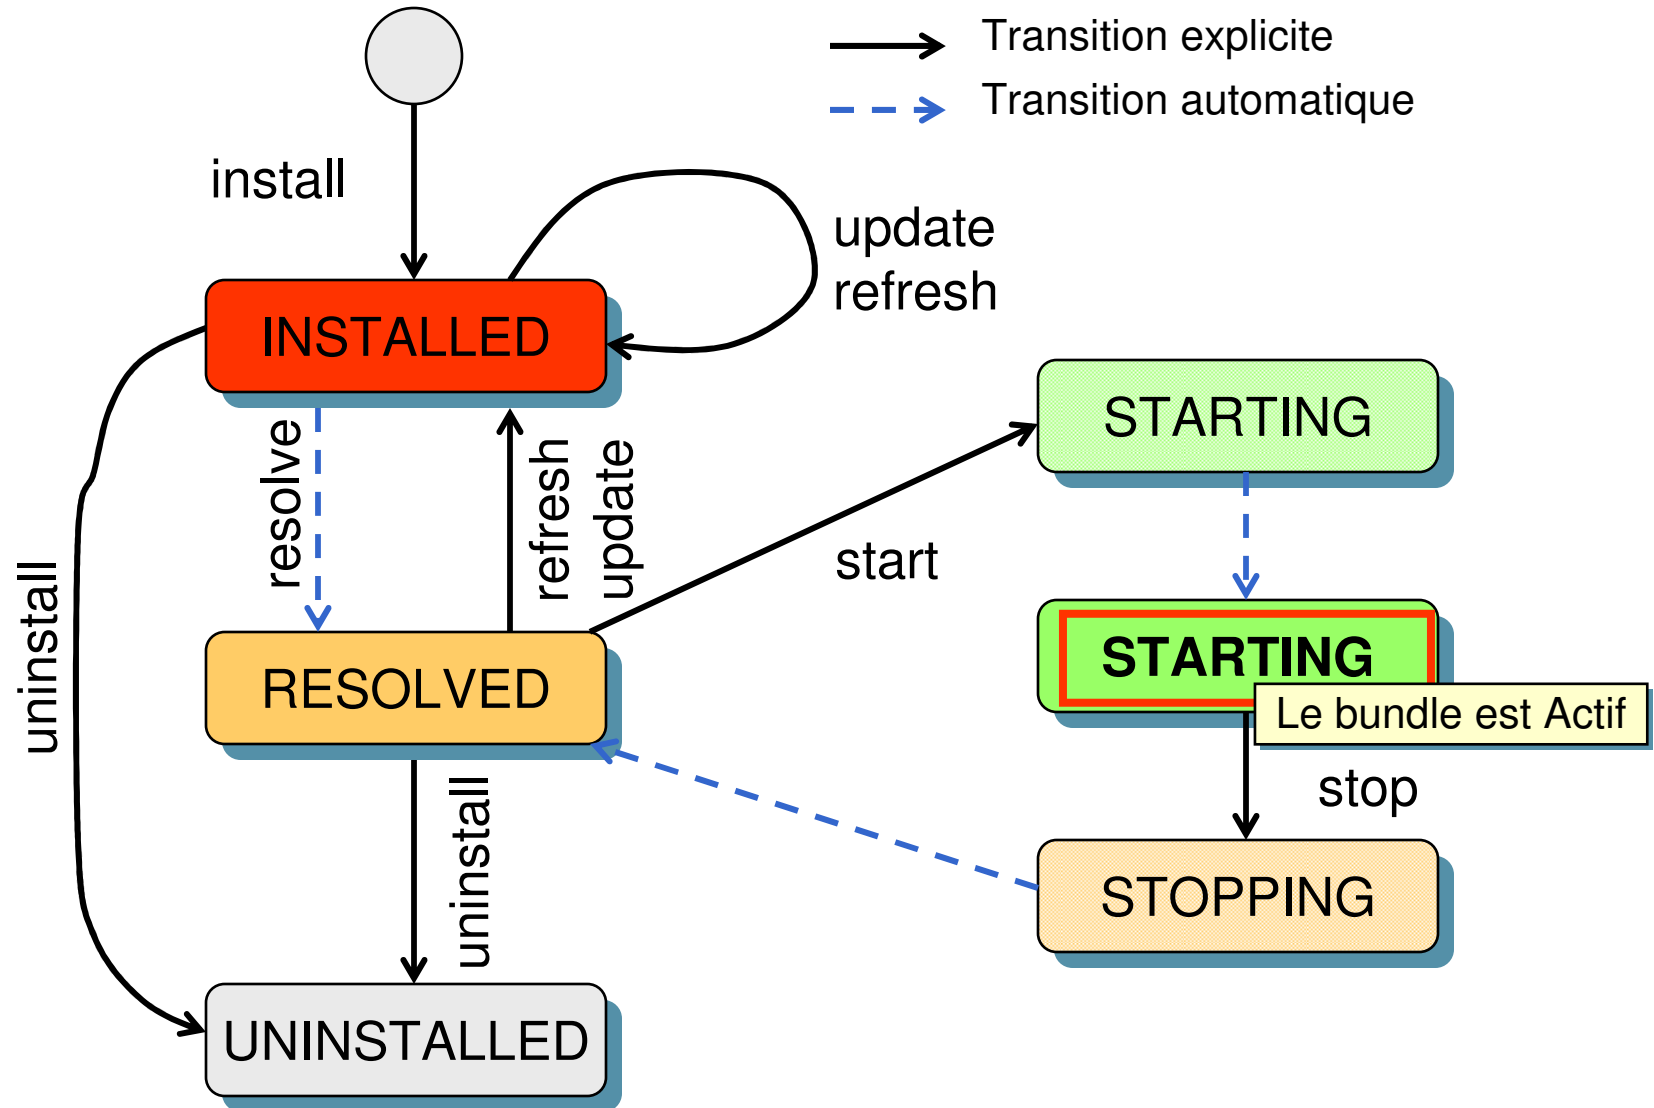 Transition explicite
Transition automatique
install
update
refresh
INSTALLED
STARTING
resolve
refresh
update
start
uninstall
STARTING
RESOLVED
Le bundle est Actif
stop
uninstall
STOPPING
UNINSTALLED